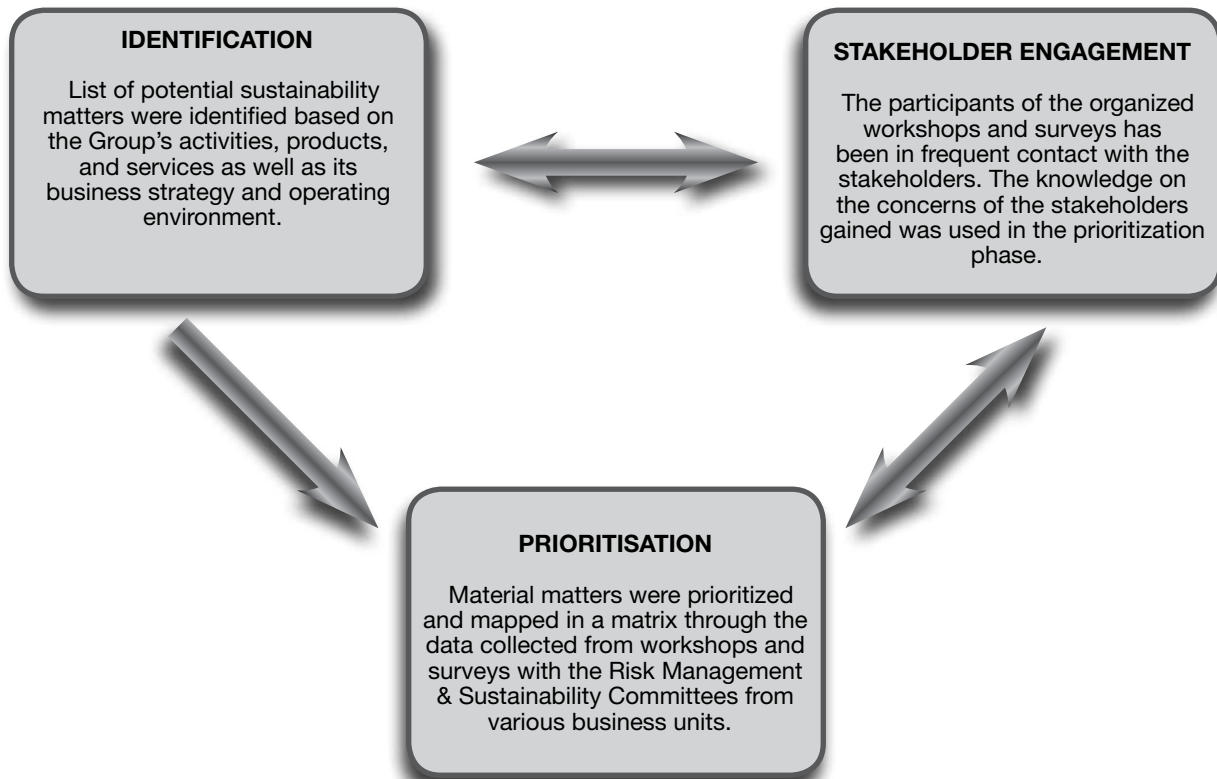 IDENTIFICATION
List of potential sustainability
matters were identified based on
the Group's activities, products,
and services as well as its
business strategy and operating
environment.
STAKEHOLDER ENGAGEMENT
The participants of the organized
workshops and surveys has
been in frequent contact with the
stakeholders. The knowledge on
the concerns of the stakeholders
gained was used in the prioritization
phase.
PRIORITISATION
Material matters were prioritized
and mapped in a matrix through the
data collected from workshops and
surveys with the Risk Management
& Sustainability Committees from
various business units.